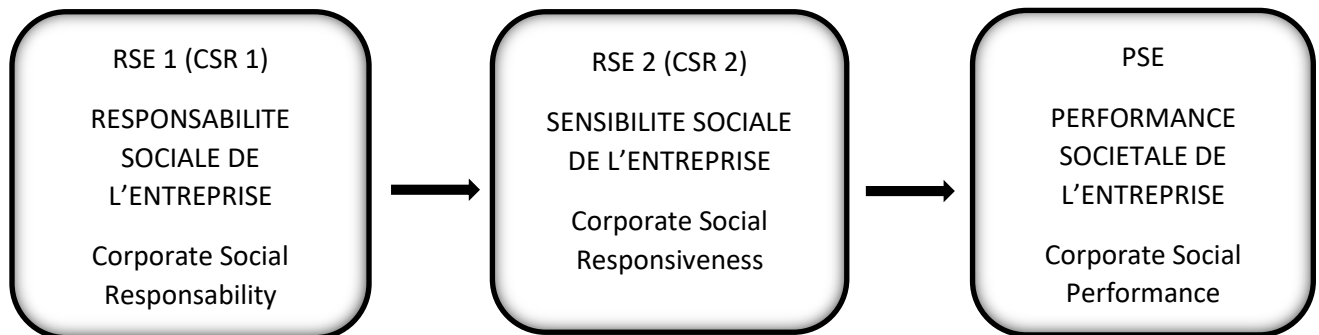 RSE 1 (CSR 1)
RESPONSABILITE
SOCIALE DE
L’ENTREPRISE
Corporate Social
Responsability
RSE 2 (CSR 2)
SENSIBILITE SOCIALE
DE L’ENTREPRISE
Corporate Social
Responsiveness
PSE
PERFORMANCE
SOCIETALE DE
L’ENTREPRISE
Corporate Social
Performance